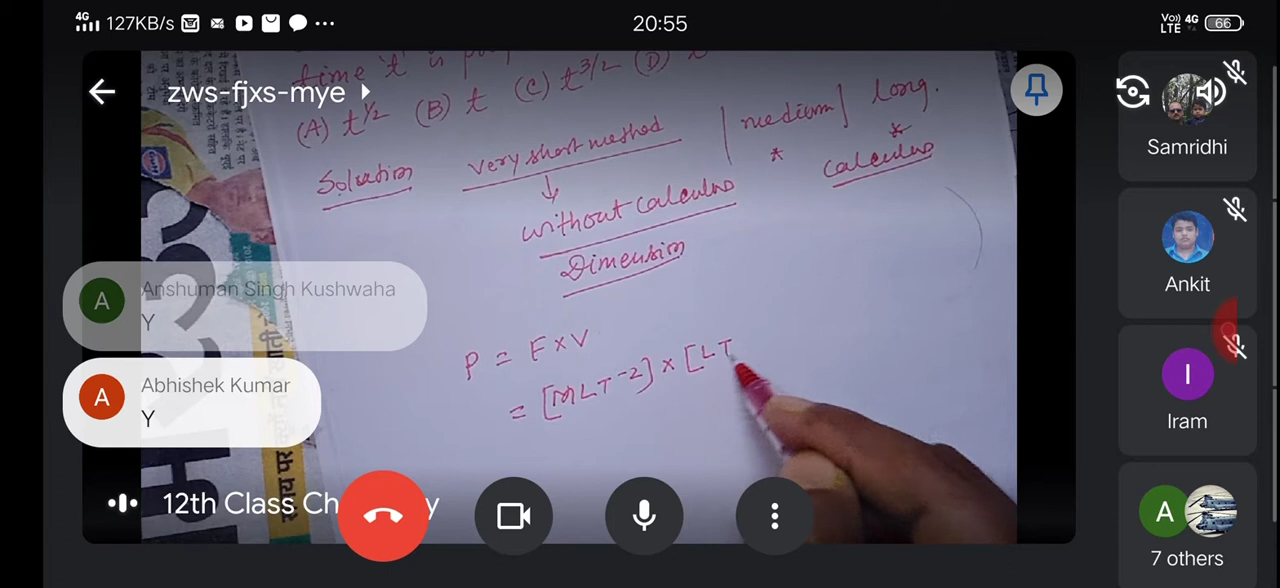 4G 127KB/s
20:55
Vo)) LTE 4G 66
zws-fjxs-mye
time 't' is
(A) t^1/2 (B) t (C) t^3/2 (D) t
Solution very short method | medium | long.
* *
↓ calculus
without calculus
Dimension
P = F × V
= [MLT^-2] × [LT
Anshuman Singh Kushwaha
Y
Abhishek Kumar
Y
12th Class Ch y
A
A
Samridhi
Ankit
I
Iram
A
7 others